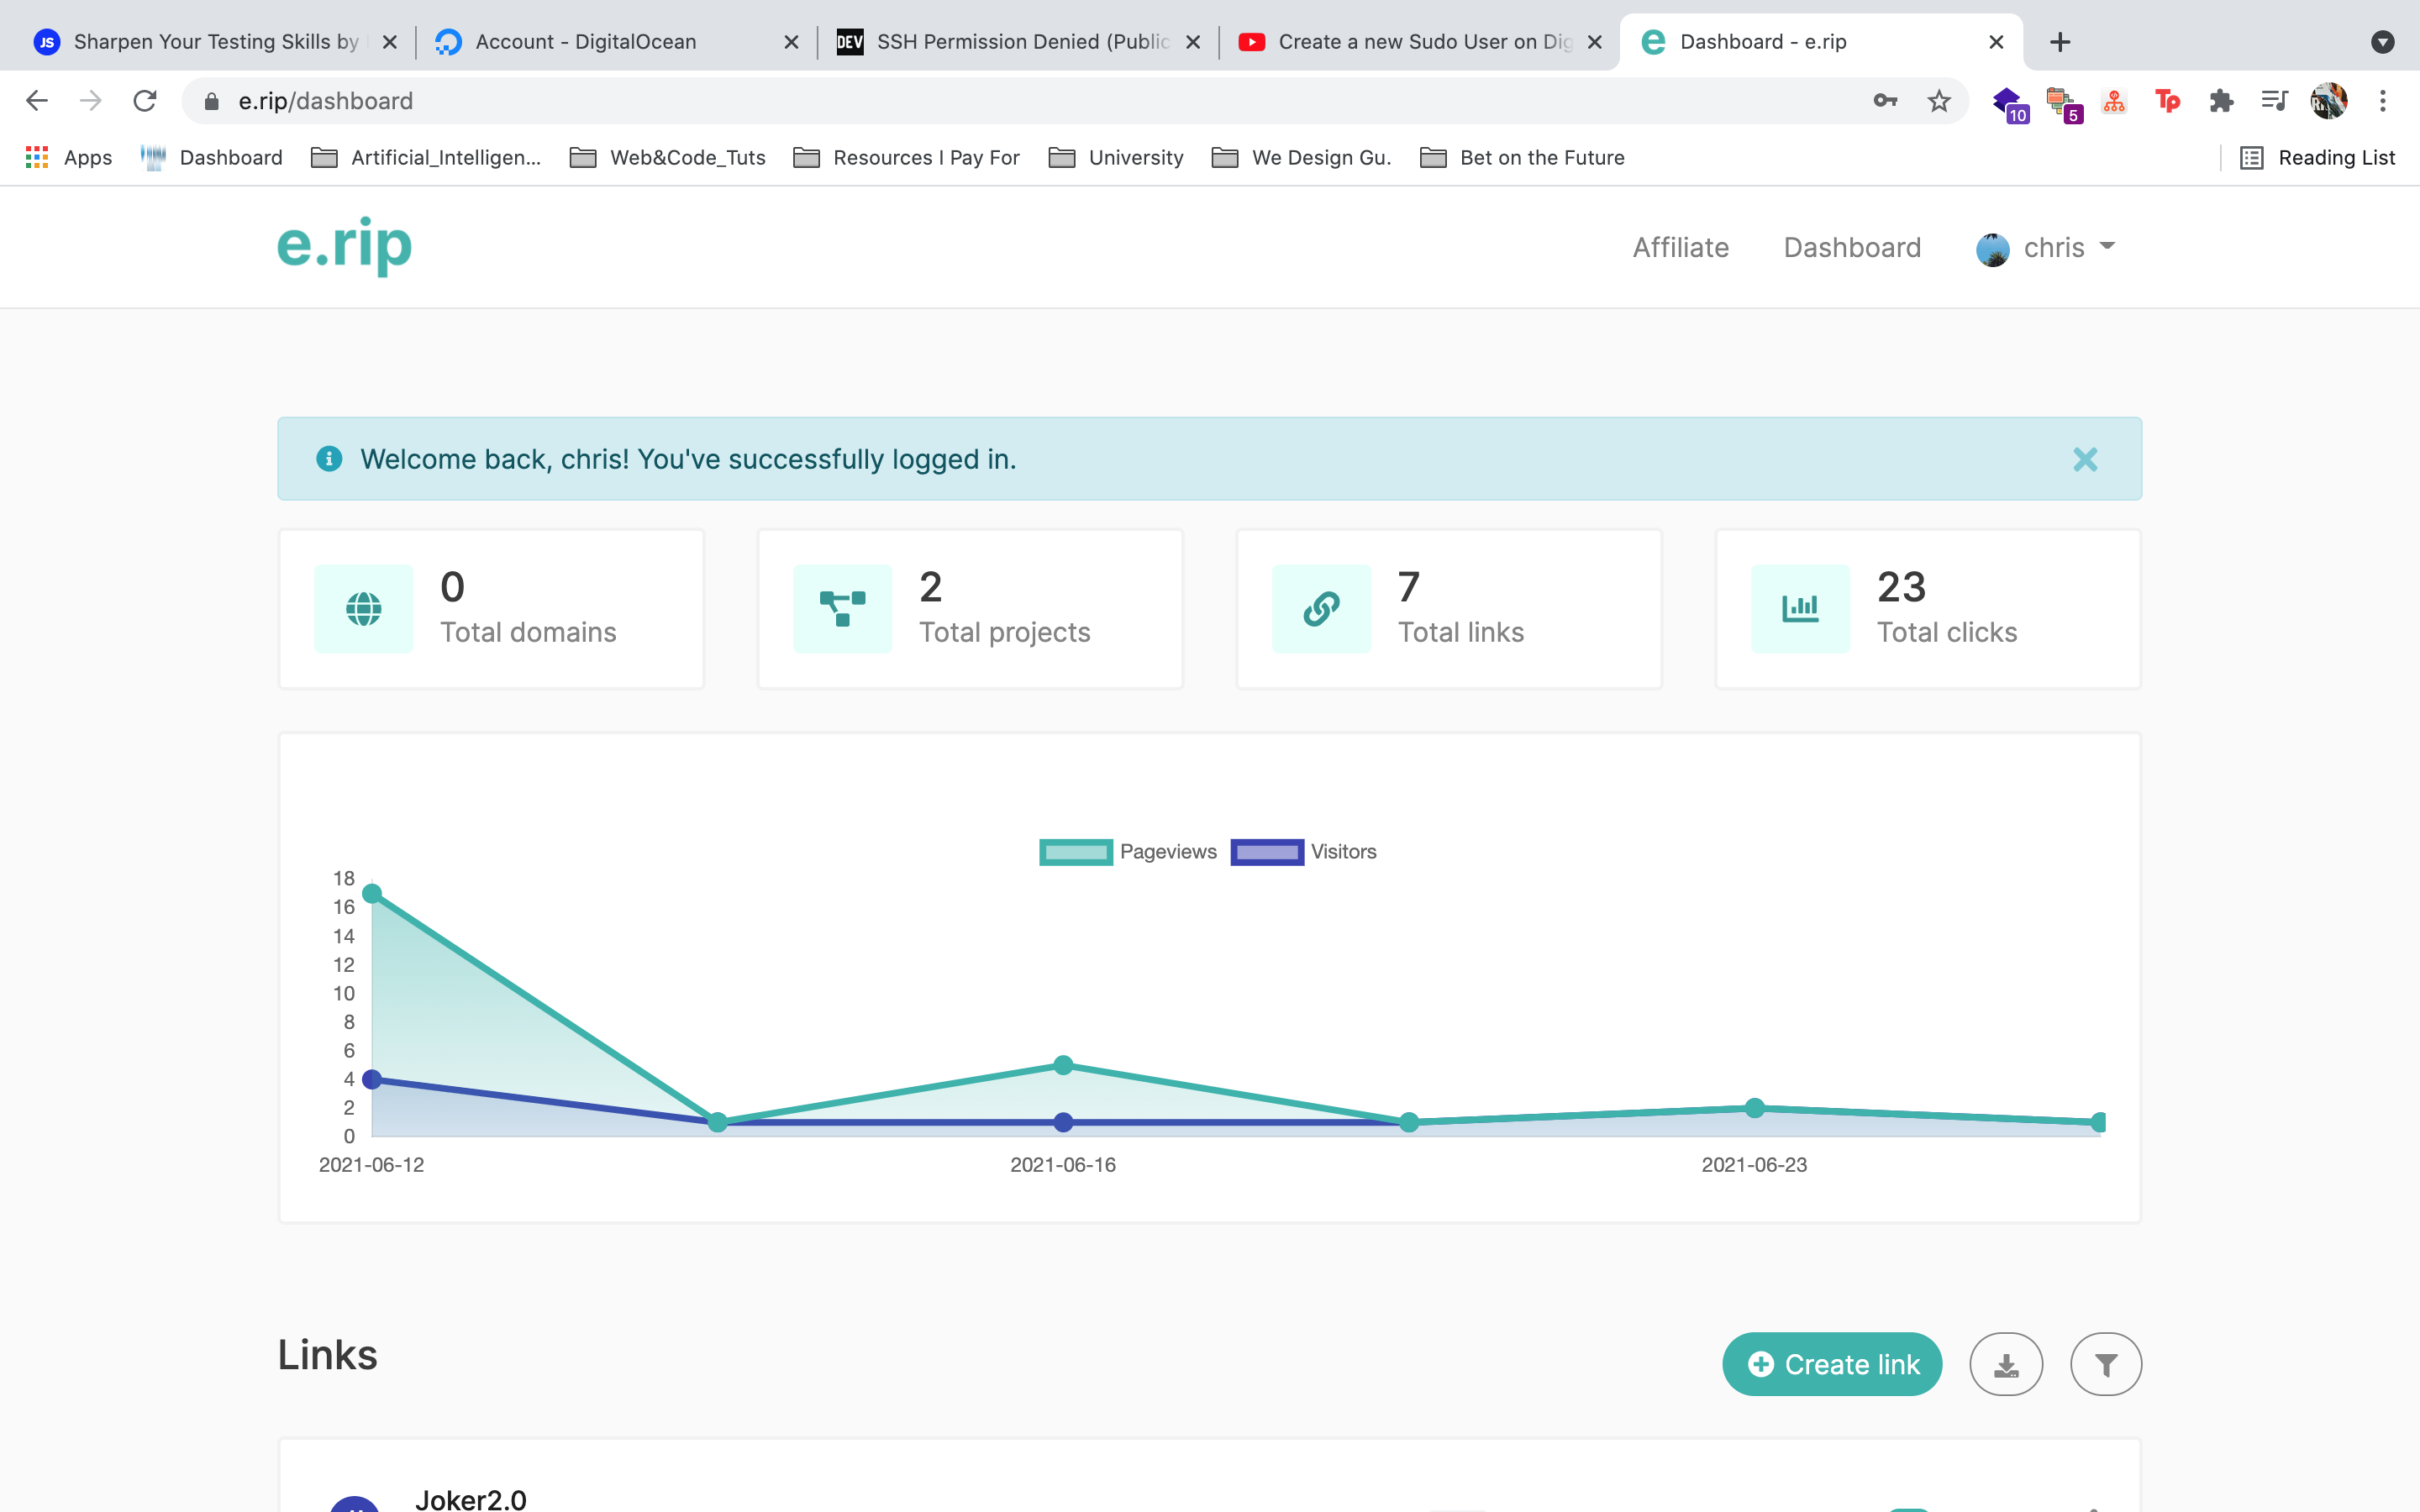 JS Sharpen Your Testing Skills by
Account - DigitalOcean
DEV SSH Permission Denied (Public
Create a new Sudo User on Dig
e Dashboard - e.rip
e.rip/dashboard
10
5
Tp
Apps
Dashboard
Artificial_Intelligen...
Web&Code_Tuts
Resources I Pay For
University
We Design Gu.
Bet on the Future
Reading List
e.rip
Affiliate
Dashboard
chris
Welcome back, chris! You've successfully logged in.
0
Total domains
2
Total projects
7
Total links
23
Total clicks
Pageviews
Visitors
18
16
14
12
10
8
6
4
2
0
2021-06-12
2021-06-16
2021-06-23
Links
Create link
Joker2.0